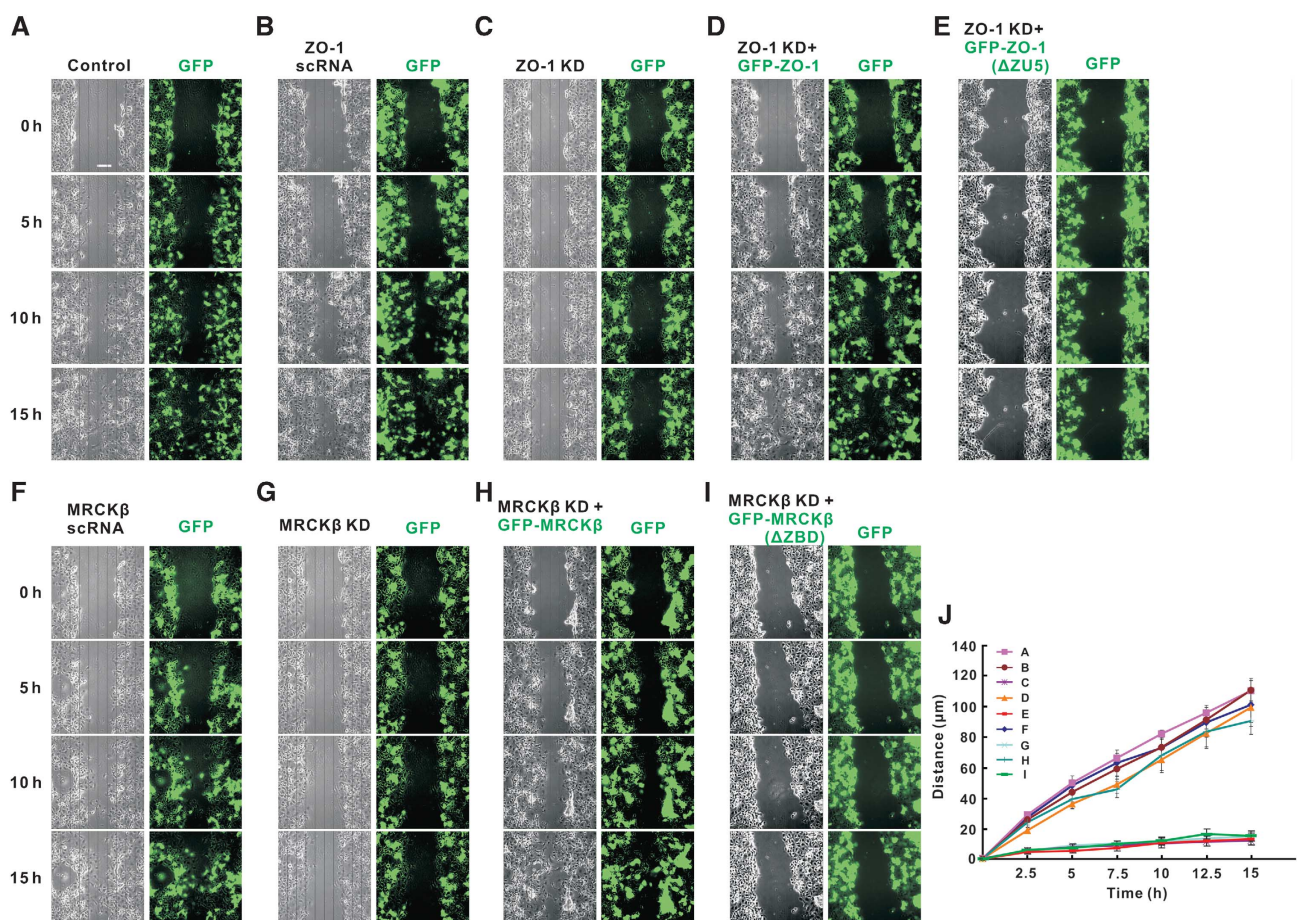 A
Control GFP
B
ZO-1
scRNA GFP
C
ZO-1 KD GFP
D
ZO-1 KD+
GFP-ZO-1 GFP
E
ZO-1 KD+
GFP-ZO-1
(ΔZU5) GFP
0 h
5 h
10 h
15 h
F
MRCKβ
scRNA GFP
G
MRCKβ KD GFP
H
MRCKβ KD +
GFP-MRCKβ GFP
I
MRCKβ KD +
GFP-MRCKβ
(ΔZBD) GFP
0 h
5 h
10 h
15 h
J
Distance (µm)
140
120
100
80
60
40
20
0
A
B
C
D
E
F
G
H
I
2.5 5 7.5 10 12.5 15
Time (h)